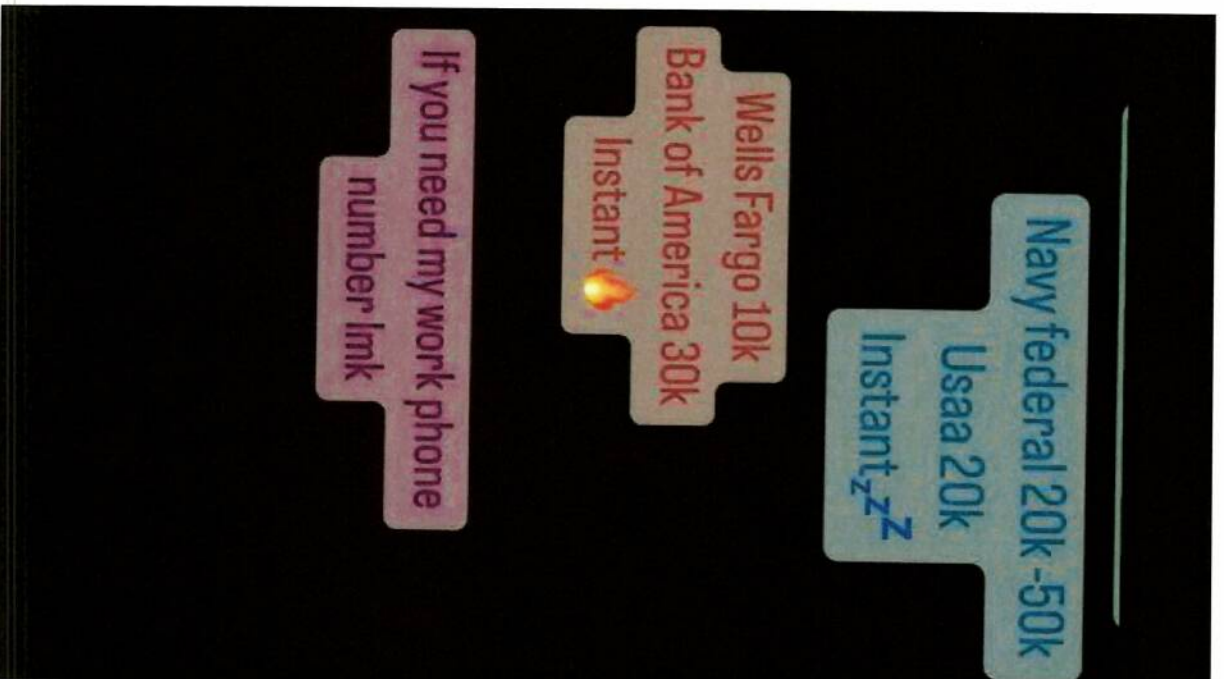 Navy federal 20k -50k
Usaa 20k
Instant💤
Wells Fargo 10k
Bank of America 30k
Instant🔥
If you need my work phone
number lmk